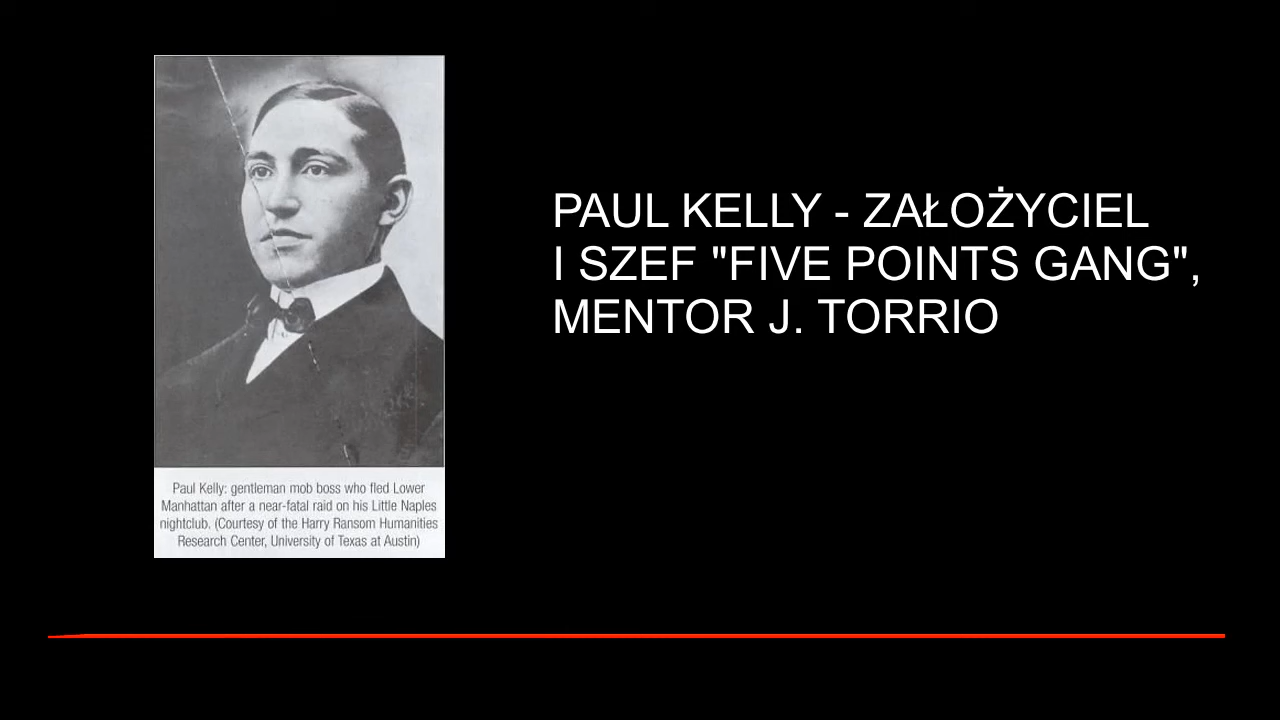 PAUL KELLY - ZAŁOŻYCIEL
I SZEF "FIVE POINTS GANG",
MENTOR J. TORRIO
Paul Kelly: gentleman mob boss who fled Lower
Manhattan after a near-fatal raid on his Little Naples
nightclub. (Courtesy of the Harry Ransom Humanities
Research Center, University of Texas at Austin)